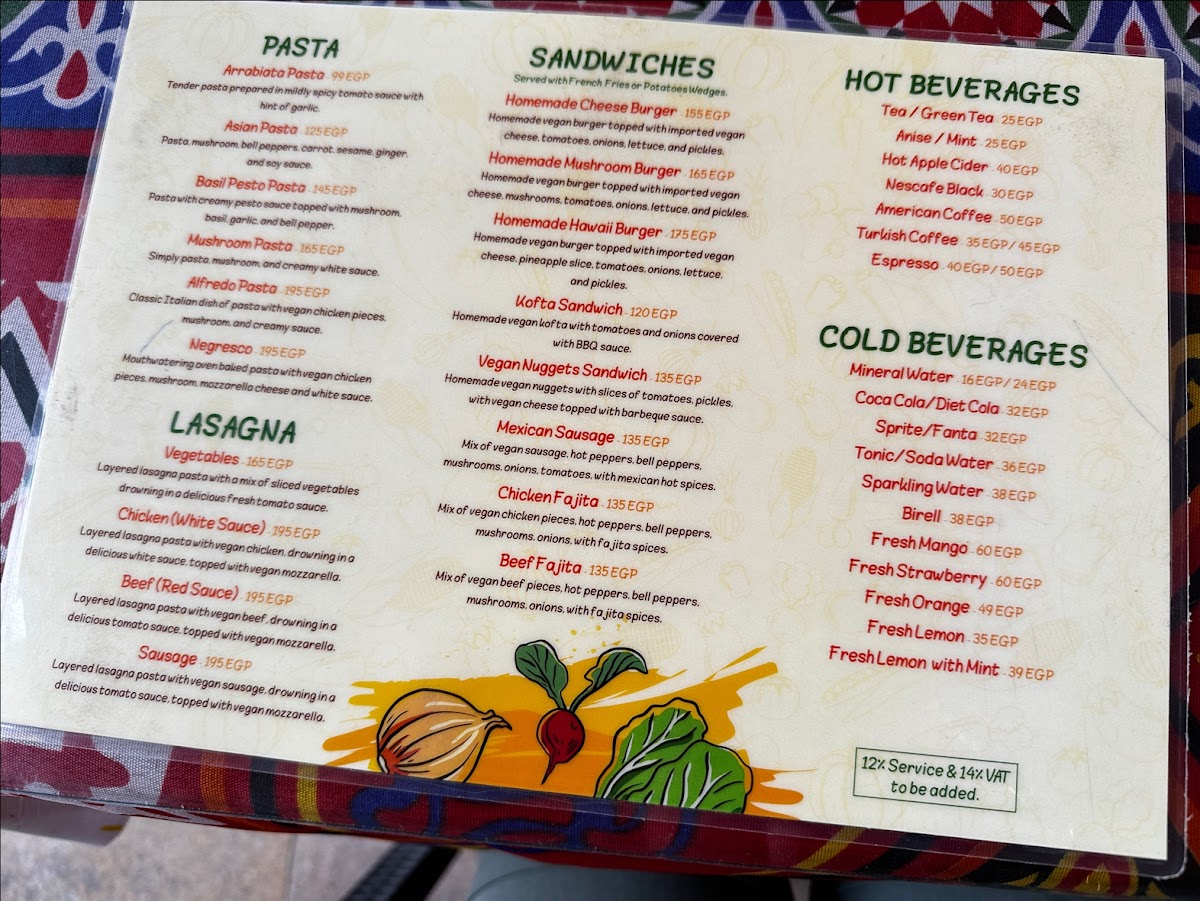 PASTA
Arrabiata Pasta - 99 EGP
Tender pasta prepared in mildly spicy tomato sauce with
hint of garlic.
Asian Pasta - 125 EGP
Pasta, mushroom, bell peppers, carrot, sesame, ginger,
and soy sauce.
Basil Pesto Pasta - 145 EGP
Pasta with creamy pesto sauce topped with mushroom,
basil, garlic, and bell pepper.
Mushroom Pasta - 165 EGP
Simply pasta, mushroom, and creamy white sauce.
Alfredo Pasta - 195 EGP
Classic Italian dish of pasta with vegan chicken pieces,
mushroom, and creamy sauce.
Negresco - 195 EGP
Mouthwatering oven baked pasta with vegan chicken
pieces, mushroom, mozzarella cheese and white sauce.
LASAGNA
Vegetables - 165 EGP
Layered lasagna pasta with a mix of sliced vegetables
drowning in a delicious fresh tomato sauce.
Chicken (White Sauce) - 195 EGP
Layered lasagna pasta with vegan chicken, drowning in a
delicious white sauce, topped with vegan mozzarella.
Beef (Red Sauce) - 195 EGP
Layered lasagna pasta with vegan beef, drowning in a
delicious tomato sauce, topped with vegan mozzarella.
Sausage - 195 EGP
Layered lasagna pasta with vegan sausage, drowning in a
delicious tomato sauce, topped with vegan mozzarella.
SANDWICHES
Served with French Fries or Potatoes Wedges.
Homemade Cheese Burger - 155 EGP
Homemade vegan burger topped with imported vegan
cheese, tomatoes, onions, lettuce, and pickles.
Homemade Mushroom Burger - 165 EGP
Homemade vegan burger topped with imported vegan
cheese, mushrooms, tomatoes, onions, lettuce, and pickles.
Homemade Hawaii Burger - 175 EGP
Homemade vegan burger topped with imported vegan
cheese, pineapple slice, tomatoes, onions, lettuce,
and pickles.
Kofta Sandwich - 120 EGP
Homemade vegan kofta with tomatoes and onions covered
with BBQ sauce.
Vegan Nuggets Sandwich - 135 EGP
Homemade vegan nuggets with slices of tomatoes, pickles,
with vegan cheese topped with barbeque sauce.
Mexican Sausage - 135 EGP
Mix of vegan sausage, hot peppers, bell peppers,
mushrooms, onions, tomatoes, with mexican hot spices.
Chicken Fajita - 135 EGP
Mix of vegan chicken pieces, hot peppers, bell peppers,
mushrooms, onions, with fajita spices.
Beef Fajita - 135 EGP
Mix of vegan beef pieces, hot peppers, bell peppers,
mushrooms, onions, with fajita spices.
HOT BEVERAGES
Tea / Green Tea - 25 EGP
Anise / Mint - 25 EGP
Hot Apple Cider - 40 EGP
Nescafe Black - 30 EGP
American Coffee - 50 EGP
Turkish Coffee - 35 EGP / 45 EGP
Espresso - 40 EGP / 50 EGP
COLD BEVERAGES
Mineral Water - 16 EGP / 24 EGP
Coca Cola/Diet Cola - 32 EGP
Sprite/Fanta - 32 EGP
Tonic/Soda Water - 36 EGP
Sparkling Water - 38 EGP
Birell - 38 EGP
Fresh Mango - 60 EGP
Fresh Strawberry - 60 EGP
Fresh Orange - 49 EGP
Fresh Lemon - 35 EGP
Fresh Lemon with Mint - 39 EGP
12% Service & 14% VAT
to be added.